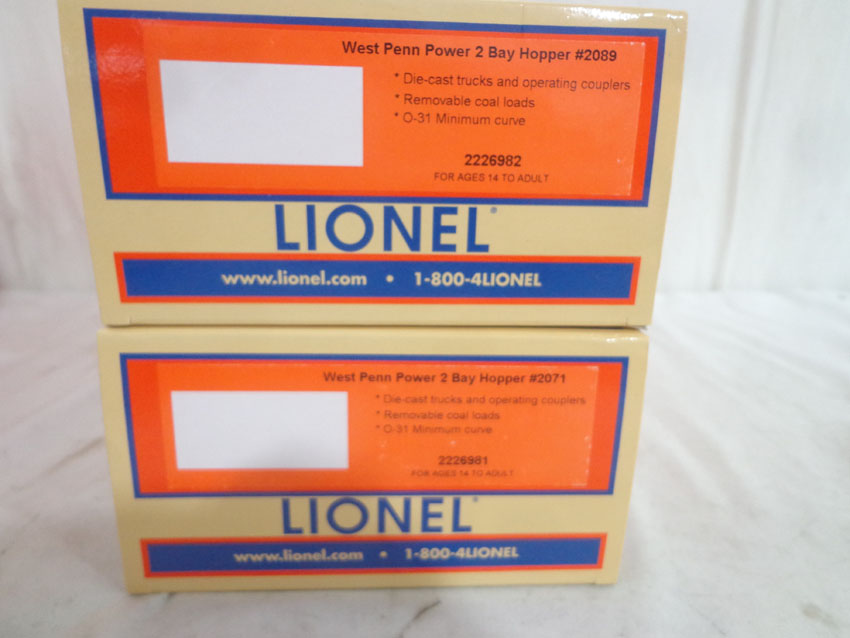 West Penn Power 2 Bay Hopper #2089
* Die-cast trucks and operating couplers
* Removable coal loads
* O-31 Minimum curve
2226982
FOR AGES 14 TO ADULT
LIONEL®
www.lionel.com • 1-800-4LIONEL
West Penn Power 2 Bay Hopper #2071
* Die-cast trucks and operating couplers
* Removable coal loads
* O-31 Minimum curve
2226981
FOR AGES 14 TO ADULT
LIONEL®
www.lionel.com • 1-800-4LIONEL